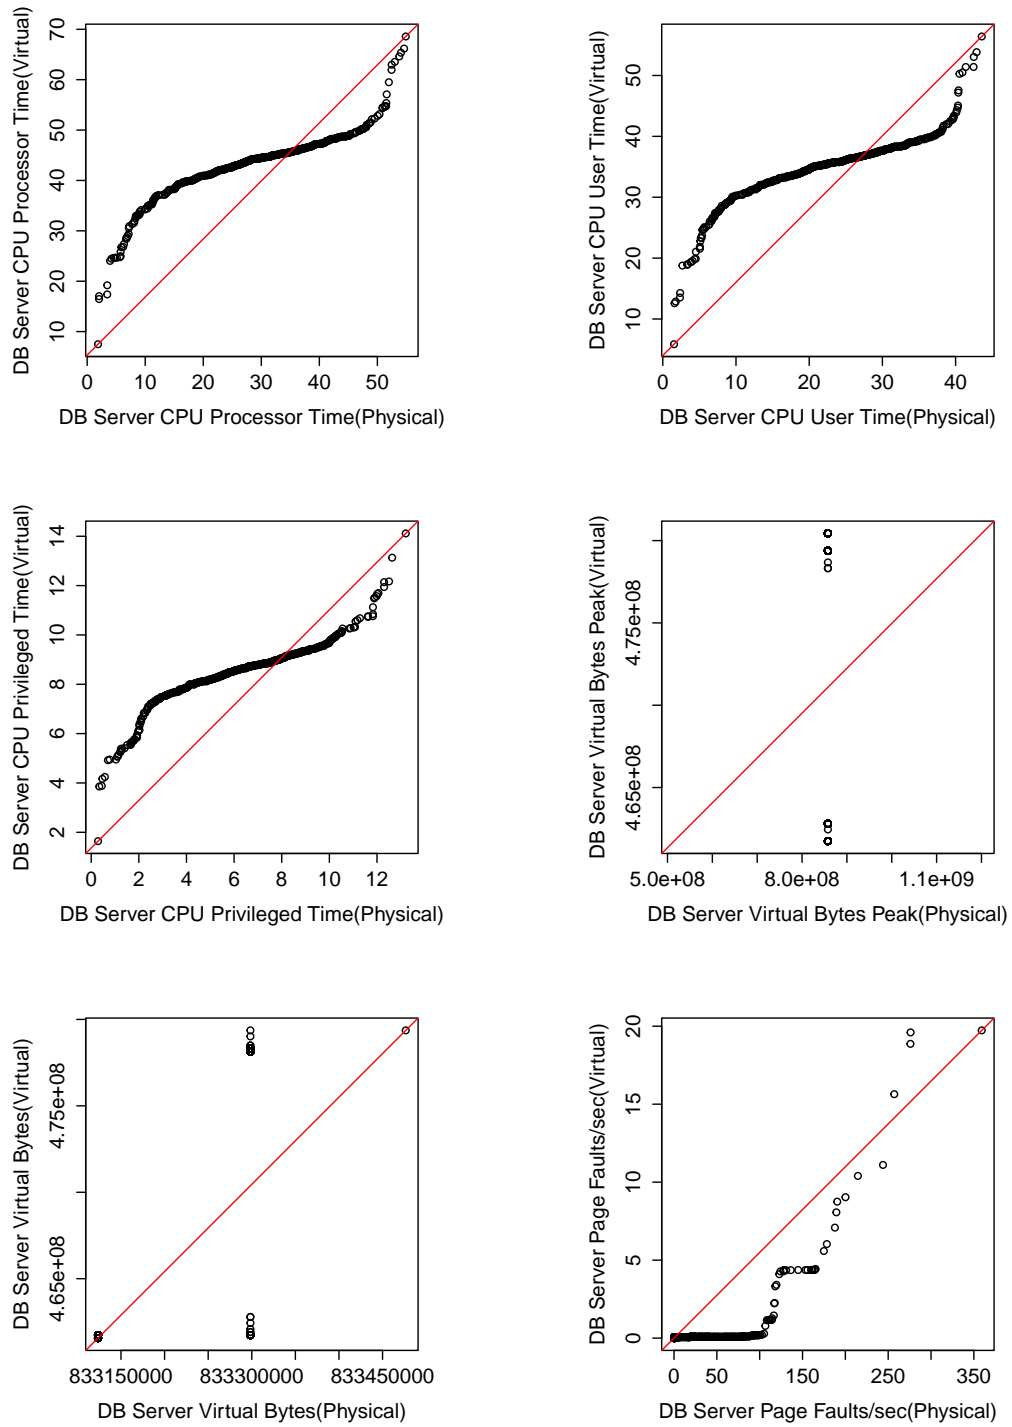 DB Server CPU Processor Time(Virtual)
10 20 30 40 50 60 70
0 10 20 30 40 50
DB Server CPU Processor Time(Physical)
DB Server CPU User Time(Virtual)
10 20 30 40 50
0 10 20 30 40
DB Server CPU User Time(Physical)
DB Server CPU Privileged Time(Virtual)
2 4 6 8 10 12 14
0 2 4 6 8 10 12
DB Server CPU Privileged Time(Physical)
DB Server Virtual Bytes Peak(Virtual)
4.65e+08 4.75e+08
5.0e+08 8.0e+08 1.1e+09
DB Server Virtual Bytes Peak(Physical)
DB Server Virtual Bytes(Virtual)
4.65e+08 4.75e+08
833150000 833300000 833450000
DB Server Virtual Bytes(Physical)
DB Server Page Faults/sec(Virtual)
0 5 10 15 20
0 50 150 250 350
DB Server Page Faults/sec(Physical)